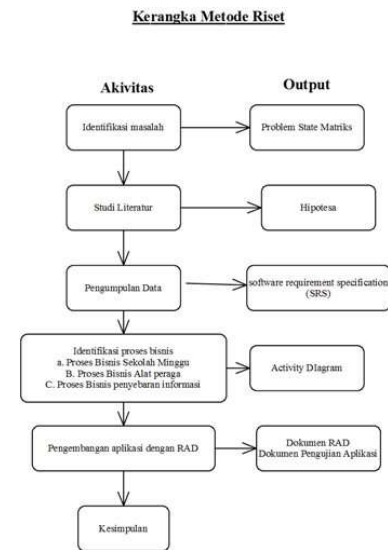 Kerangka Metode Riset
Akivitas
Output
Identifikasi masalah
Problem State Matriks
Studi Literatur
Hipotesa
Pengumpulan Data
software requirement specification
(SRS)
Identifikasi proses bisnis
a. Proses Bisnis Sekolah Minggu
B. Proses Bisnis Alat peraga
C. Proses Bisnis penyebaran informasi
Activity DIagram
Pengembangan aplikasi dengan RAD
Dokumen RAD
Dokumen Pengujian Aplikasi
Kesimpulan